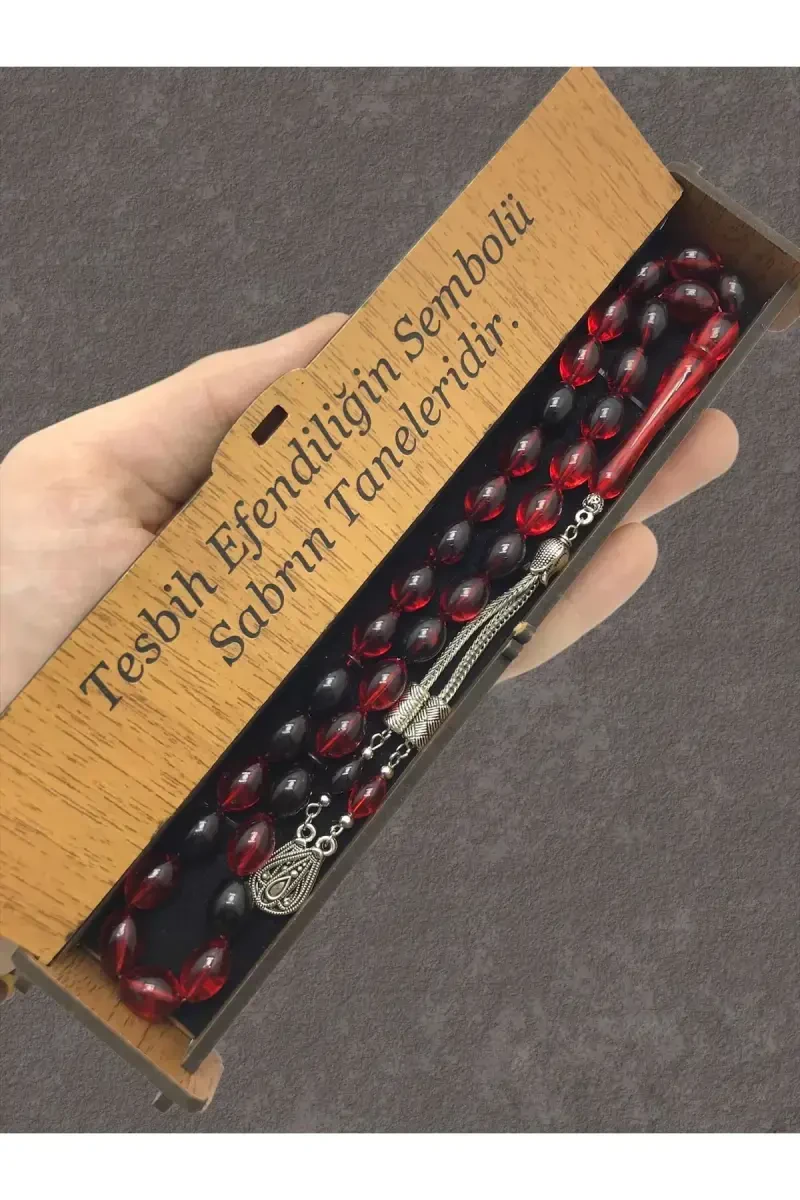 Tesbih Efendiliğin Sembolü
Sabrın Taneleridir.